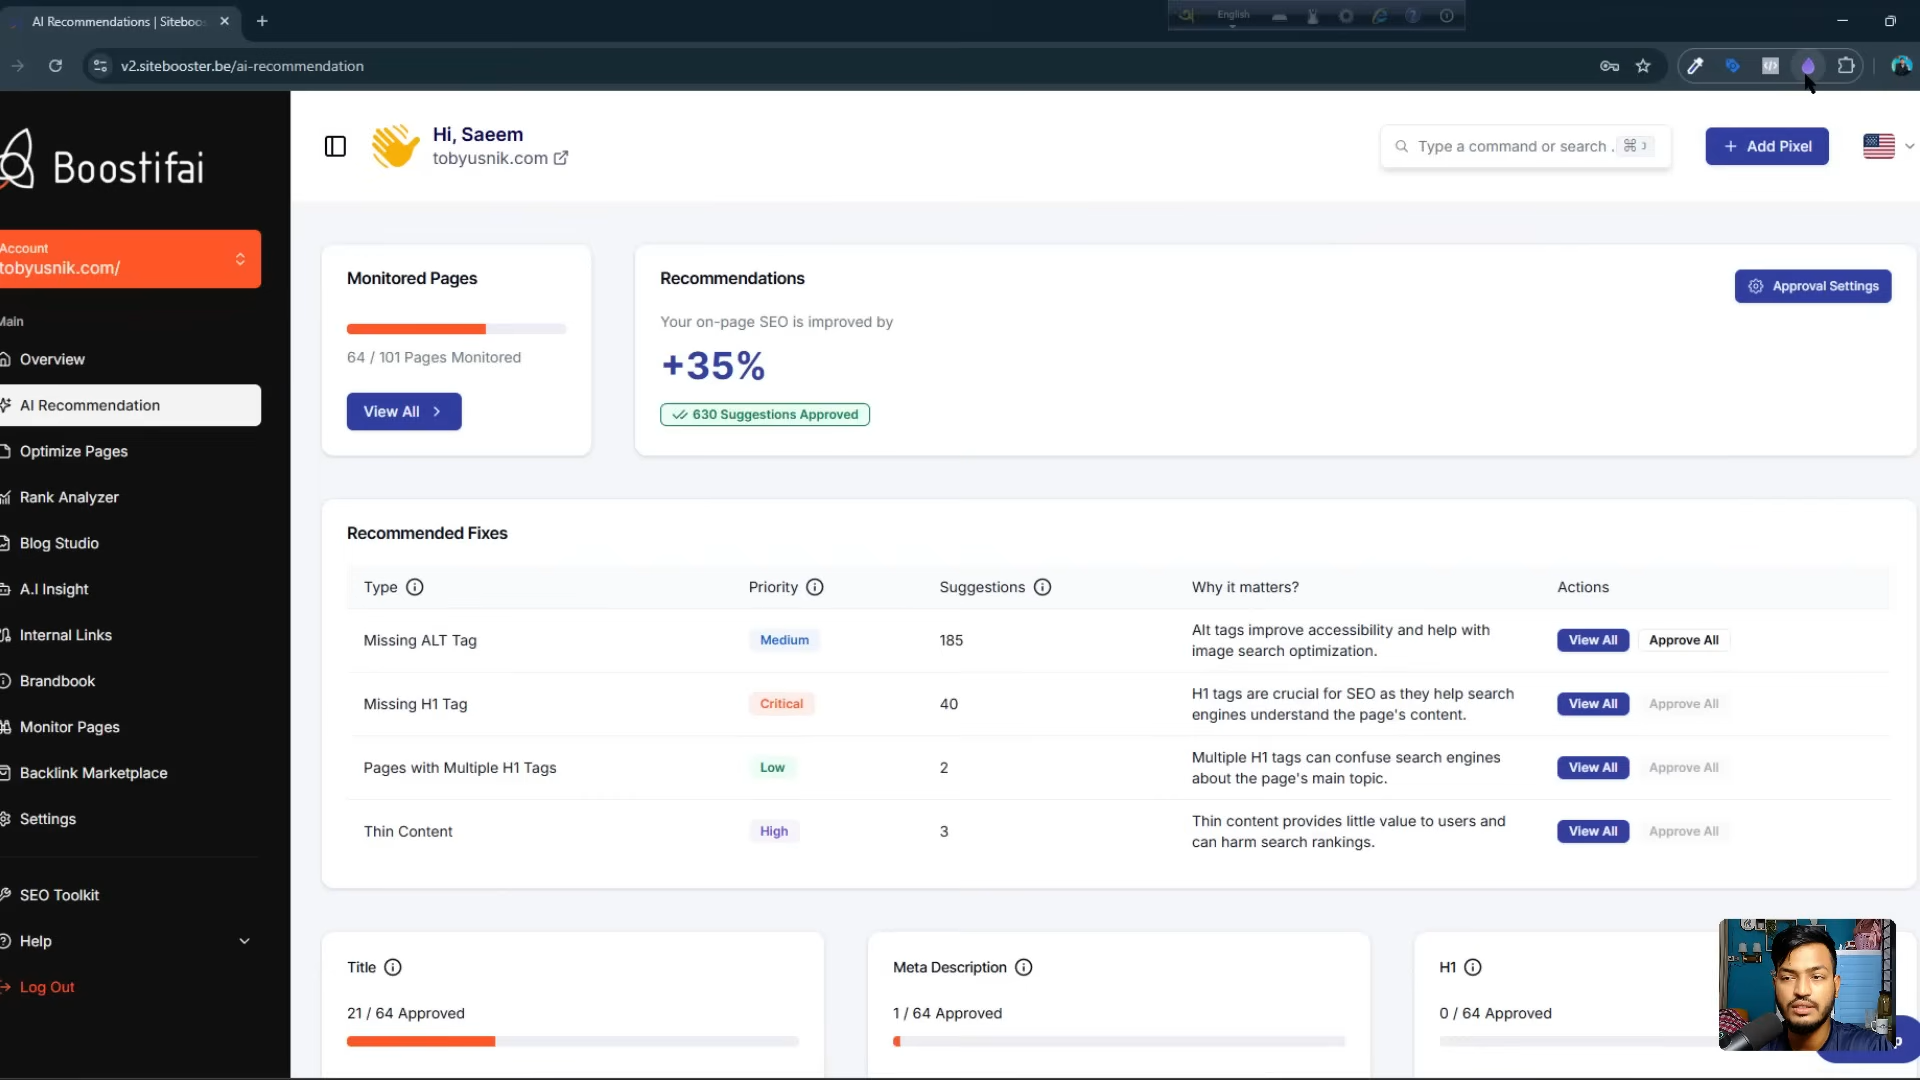 AI Recommendations | Siteboo
English
v2.sitebooster.be/ai-recommendation
Boostifai
Hi, Saeem
tobyusnik.com
Type a command or search .
Add Pixel
Account
tobyusnik.com/
Main
Overview
AI Recommendation
Optimize Pages
Rank Analyzer
Blog Studio
A.I Insight
Internal Links
Brandbook
Monitor Pages
Backlink Marketplace
Settings
SEO Toolkit
Help
Log Out
Monitored Pages
64 / 101 Pages Monitored
View All
Recommendations
Approval Settings
Your on-page SEO is improved by
+35%
630 Suggestions Approved
Recommended Fixes
Type Priority Suggestions Why it matters? Actions
Missing ALT Tag Medium 185 Alt tags improve accessibility and help with image search optimization. View All Approve All
Missing H1 Tag Critical 40 H1 tags are crucial for SEO as they help search engines understand the page's content. View All Approve All
Pages with Multiple H1 Tags Low 2 Multiple H1 tags can confuse search engines about the page's main topic. View All Approve All
Thin Content High 3 Thin content provides little value to users and can harm search rankings. View All Approve All
Title
21 / 64 Approved
Meta Description
1 / 64 Approved
H1
0 / 64 Approved